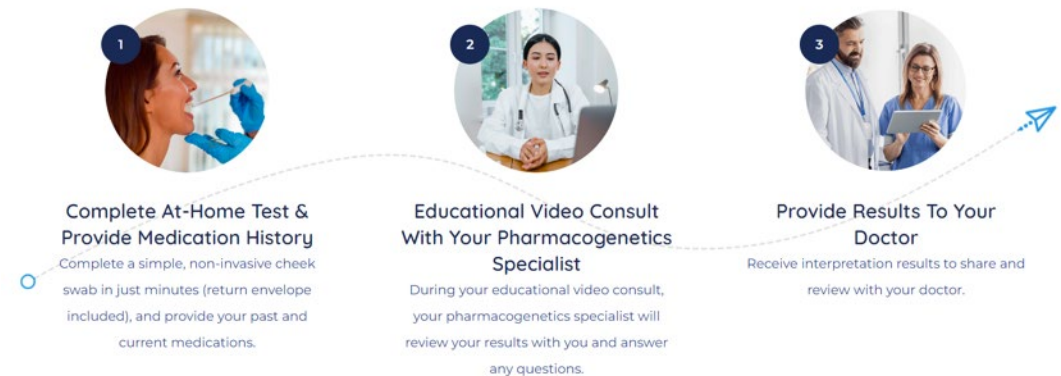 1
Complete At-Home Test &
Provide Medication History
Complete a simple, non-invasive cheek
swab in just minutes (return envelope
included), and provide your past and
current medications.
2
Educational Video Consult
With Your Pharmacogenetics
Specialist
During your educational video consult,
your pharmacogenetics specialist will
review your results with you and answer
any questions.
3
Provide Results To Your
Doctor
Receive interpretation results to share and
review with your doctor.